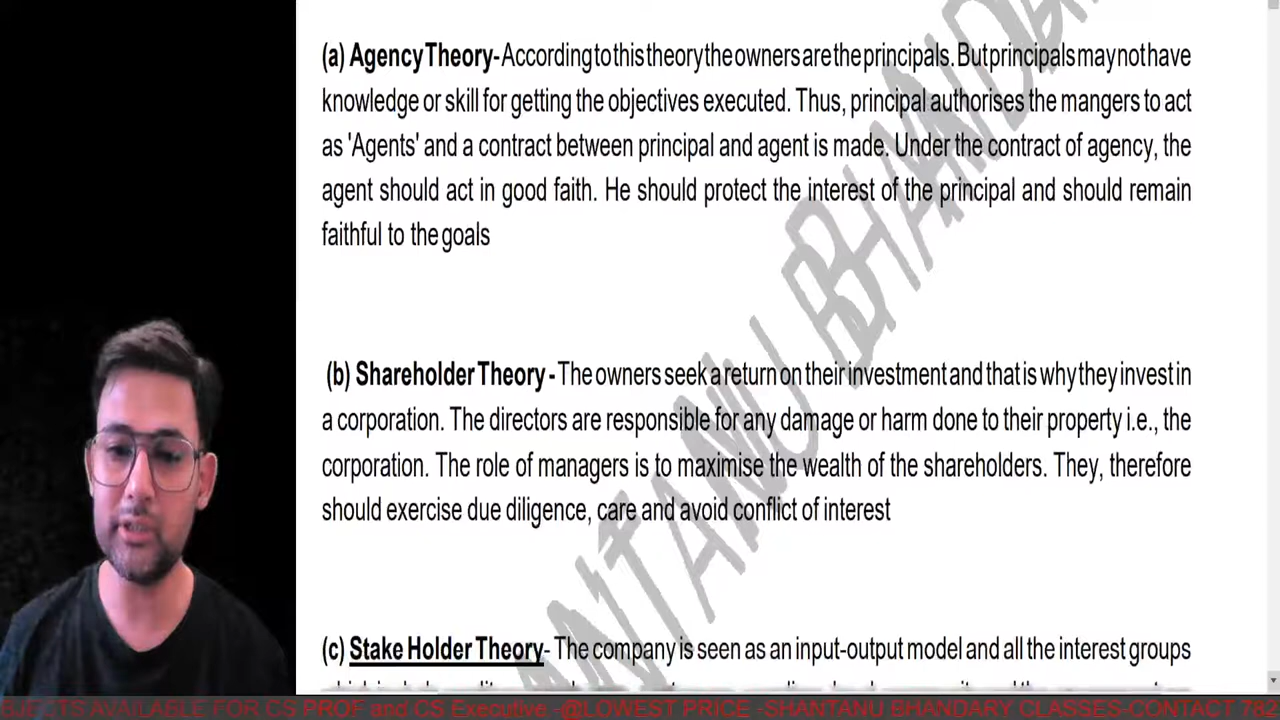 (a) Agency Theory- According to this theory the owners are the principals. But principals may not have
knowledge or skill for getting the objectives executed. Thus, principal authorises the mangers to act
as 'Agents' and a contract between principal and agent is made. Under the contract of agency, the
agent should act in good faith. He should protect the interest of the principal and should remain
faithful to the goals
(b) Shareholder Theory - The owners seek a return on their investment and that is why they invest in
a corporation. The directors are responsible for any damage or harm done to their property i.e., the
corporation. The role of managers is to maximise the wealth of the shareholders. They, therefore
should exercise due diligence, care and avoid conflict of interest
(c) Stake Holder Theory- The company is seen as an input-output model and all the interest groups
BJECTS AVAILABLE FOR CS PROF and CS Executive -@LOWEST PRICE -SHANTANU BHANDARY CLASSES-CONTACT 782